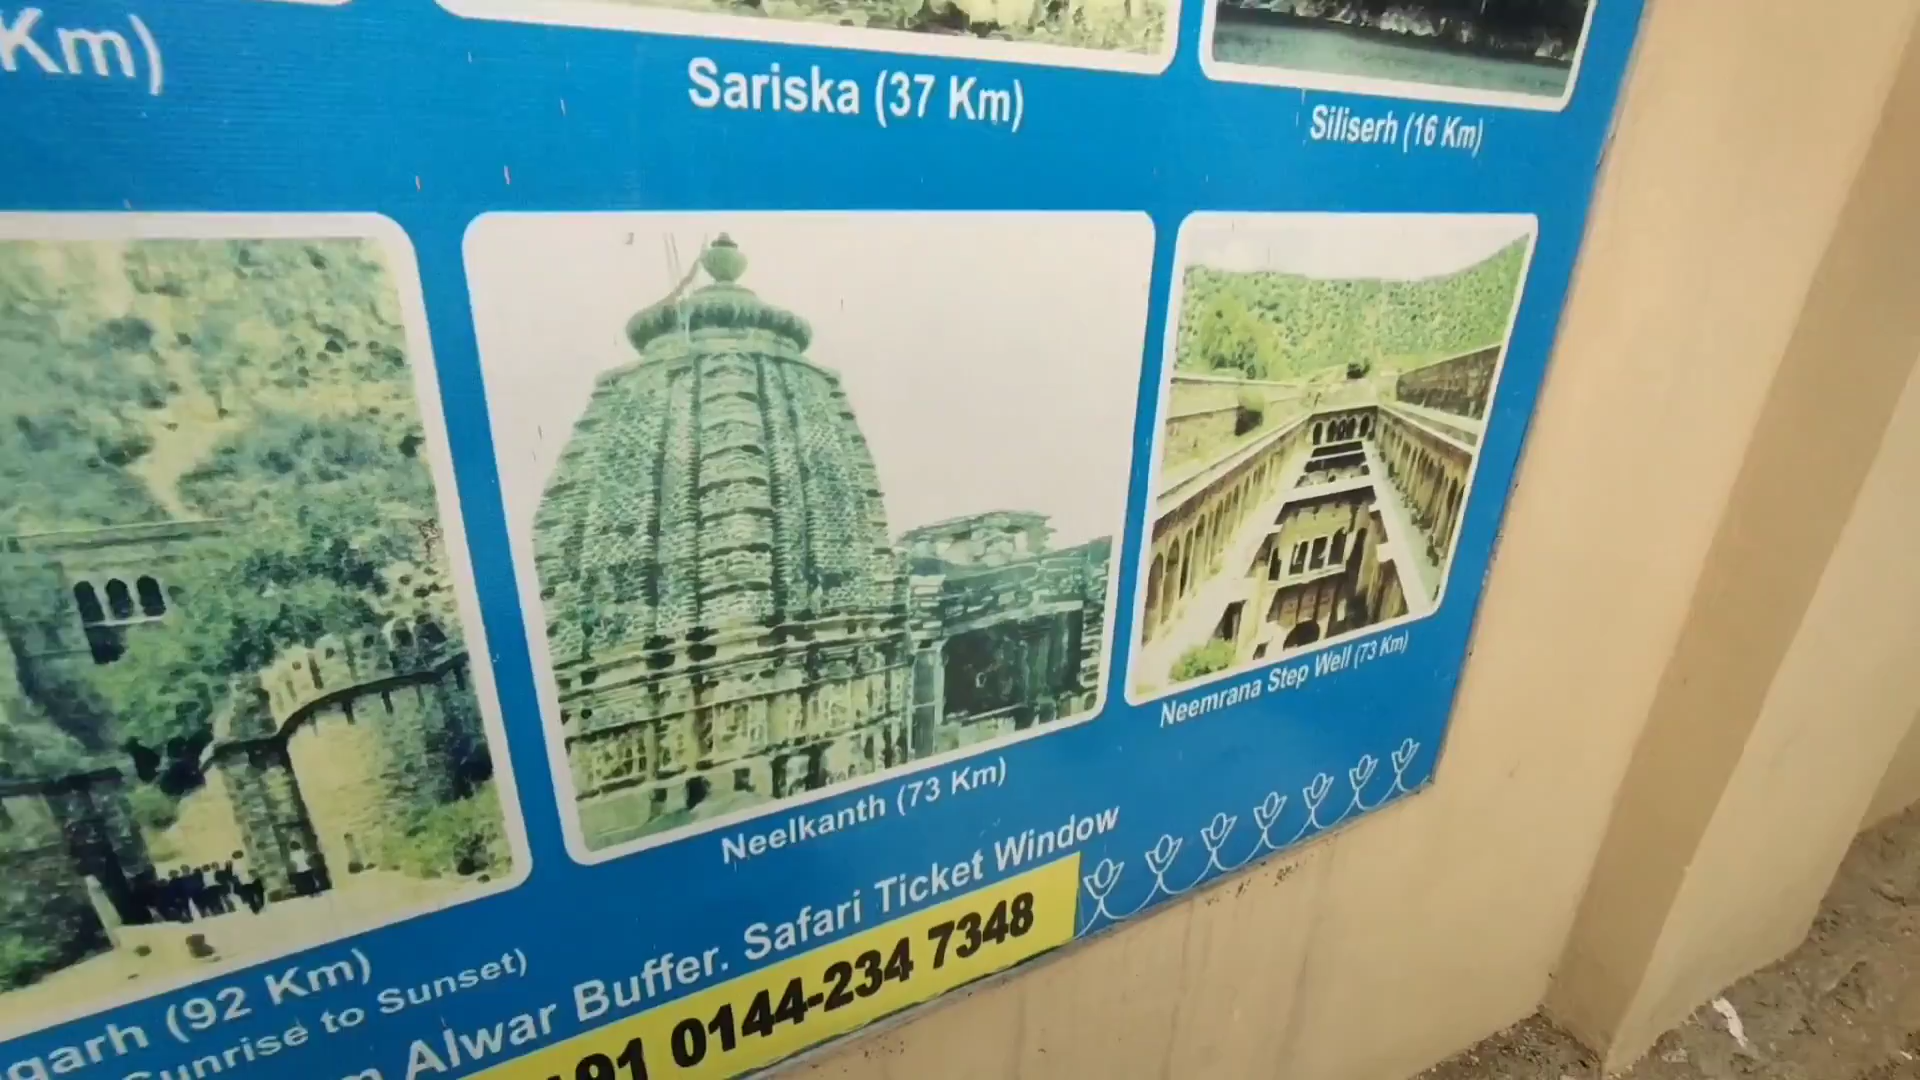 Km)
Sariska (37 Km)
Siliserh (16 Km)
Neelkanth (73 Km)
Neemrana Step Well (73 Km)
garh (92 Km)
Sunrise to Sunset)
Alwar Buffer. Safari Ticket Window
91 0144-234 7348